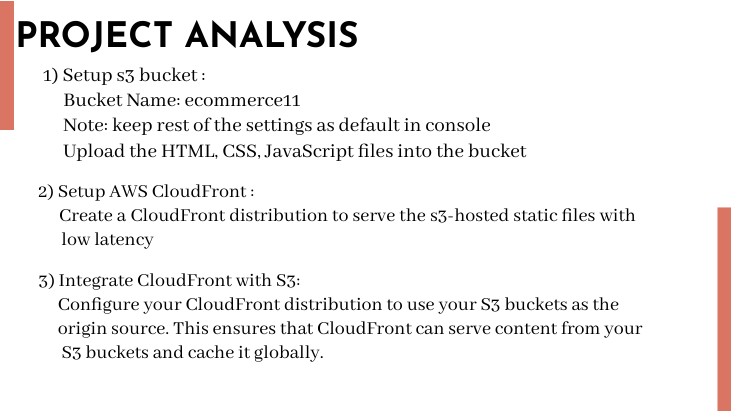 PROJECT ANALYSIS
1) Setup s3 bucket :
Bucket Name: ecommerce11
Note: keep rest of the settings as default in console
Upload the HTML, CSS, JavaScript files into the bucket
2) Setup AWS CloudFront :
Create a CloudFront distribution to serve the s3-hosted static files with
low latency
3) Integrate CloudFront with S3:
Configure your CloudFront distribution to use your S3 buckets as the
origin source. This ensures that CloudFront can serve content from your
S3 buckets and cache it globally.